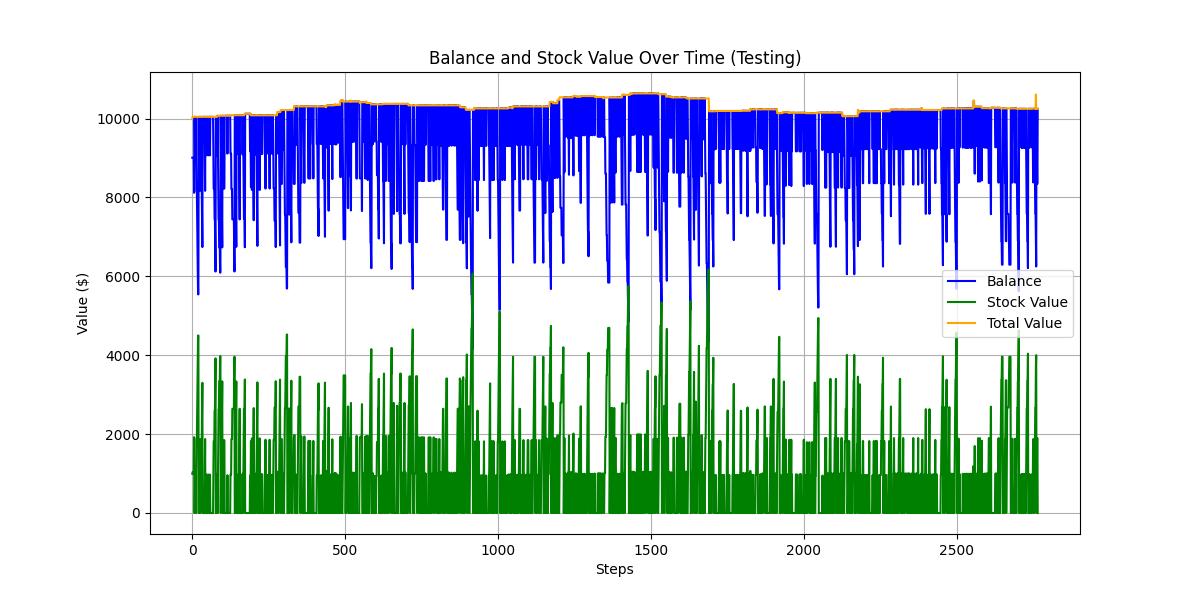 Balance and Stock Value Over Time (Testing)
10000
8000
6000
4000
2000
0
Value ($)
Balance
Stock Value
Total Value
0
500
1000
1500
2000
2500
Steps